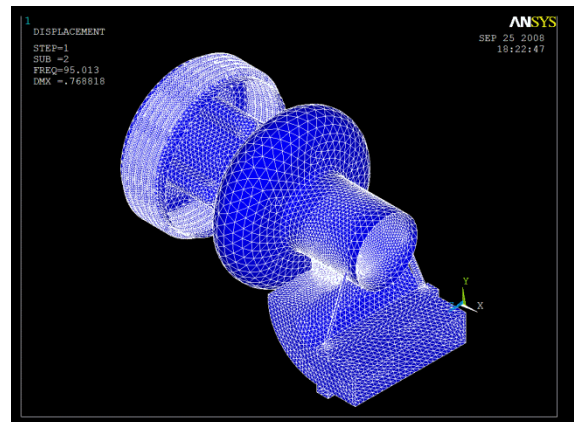 1
DISPLACEMENT
STEP=1
SUB =2
FREQ=95.013
DMX =.768818
ANSYS
SEP 25 2008
18:22:47
Y
X